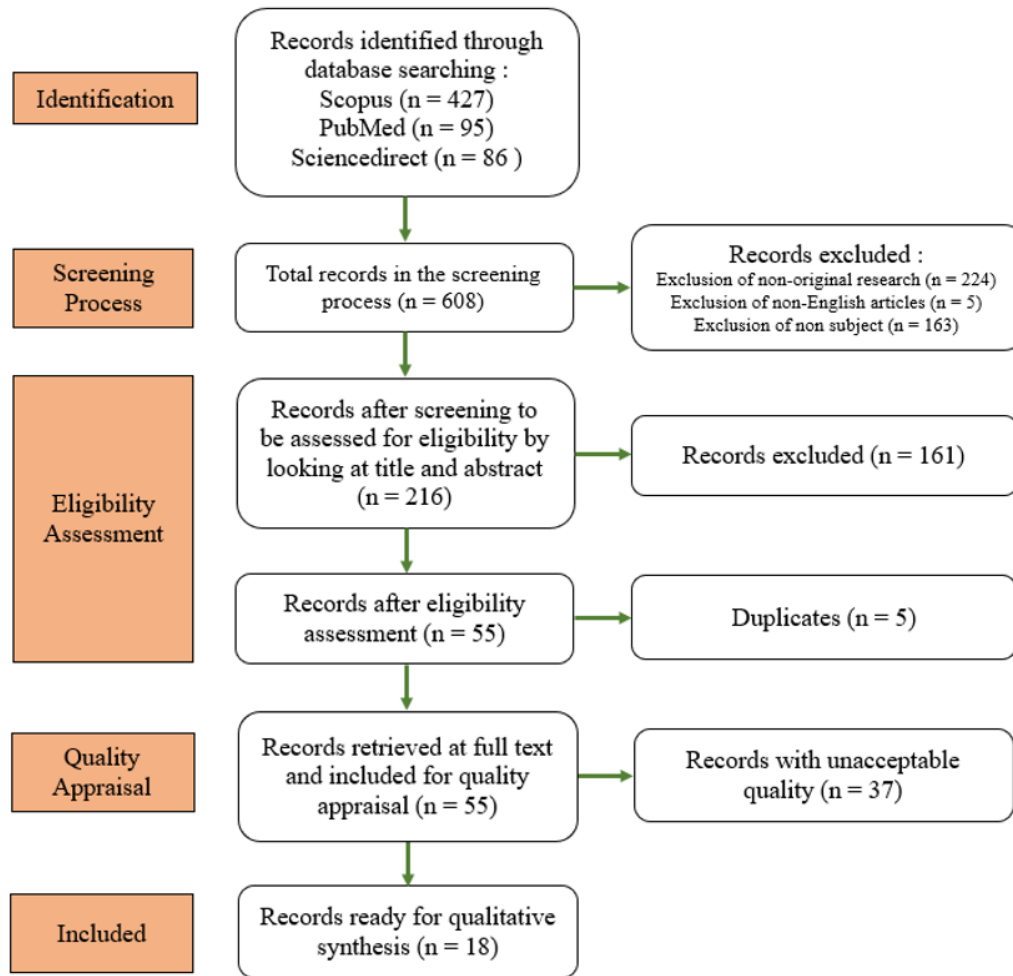 Identification
Records identified through
database searching :
Scopus (n = 427)
PubMed (n = 95)
Sciencedirect (n = 86 )
Screening
Process
Total records in the screening
process (n = 608)
Records excluded :
Exclusion of non-original research (n = 224)
Exclusion of non-English articles (n = 5)
Exclusion of non subject (n = 163)
Eligibility
Assessment
Records after screening to
be assessed for eligibility by
looking at title and abstract
(n = 216)
Records excluded (n = 161)
Records after eligibility
assessment (n = 55)
Duplicates (n = 5)
Quality
Appraisal
Records retrieved at full text
and included for quality
appraisal (n = 55)
Records with unacceptable
quality (n = 37)
Included
Records ready for qualitative
synthesis (n = 18)